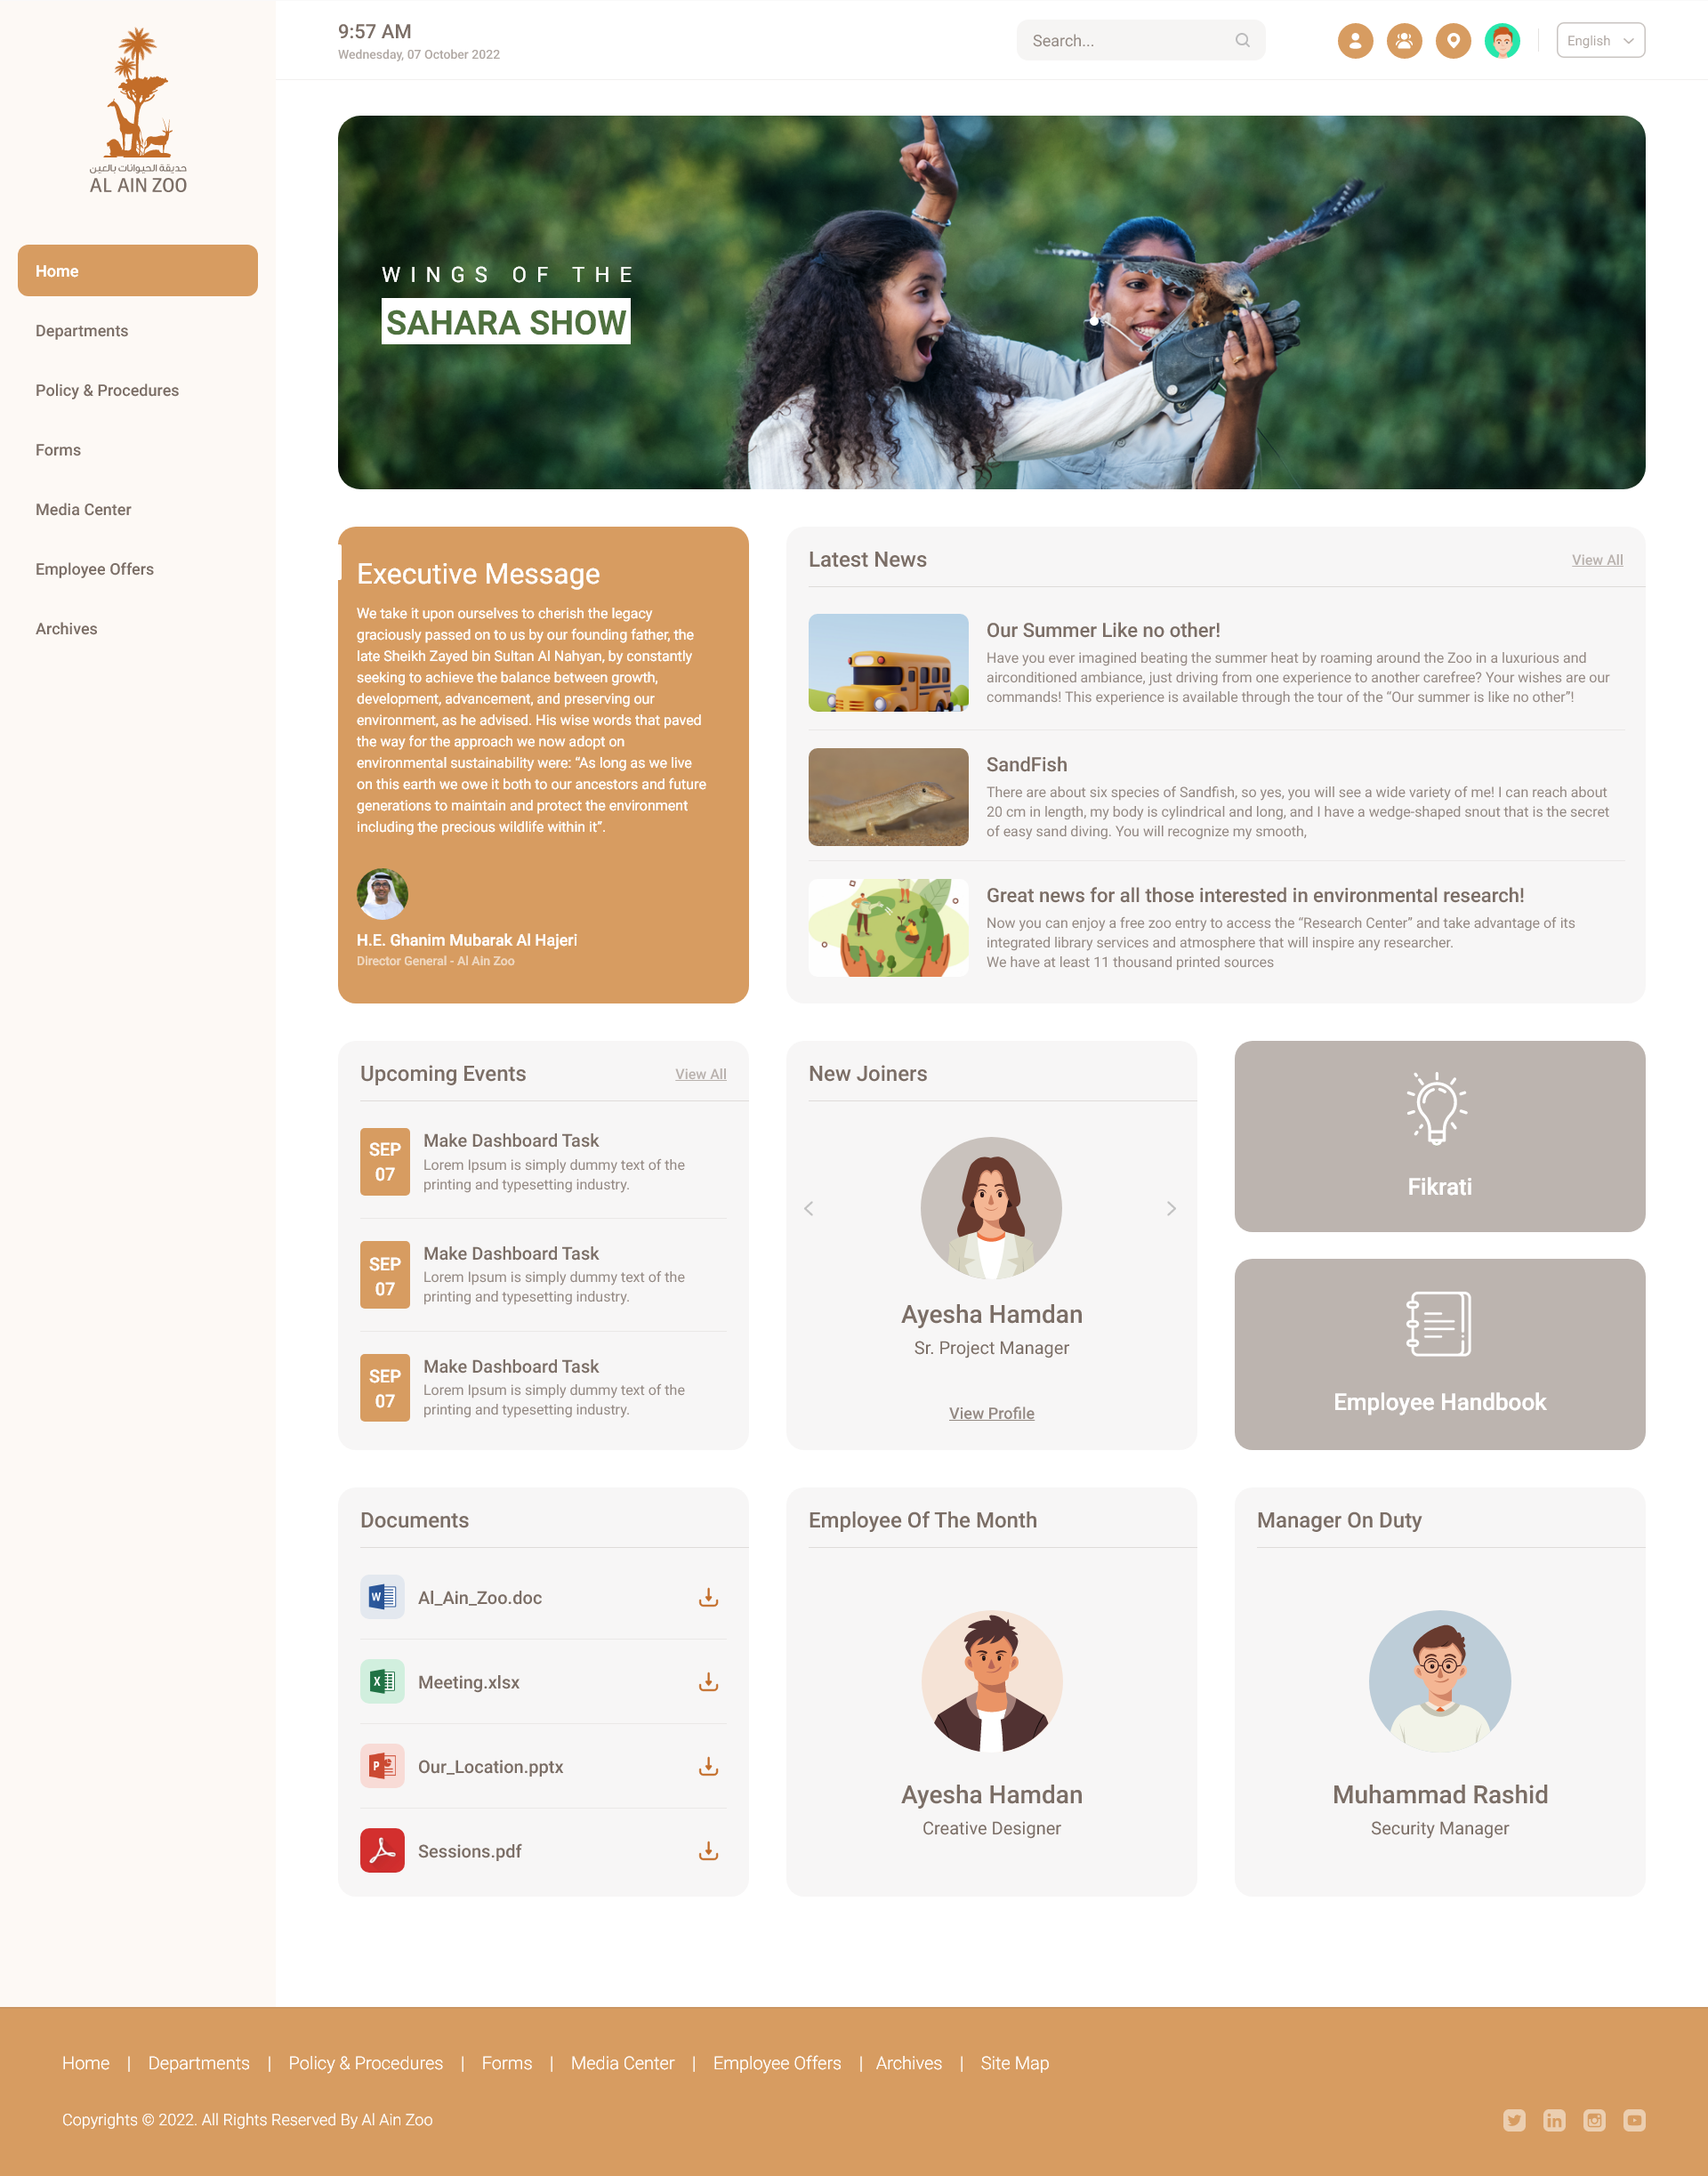 حديقة الحيوانات بالعين
AL AIN ZOO
Home
Departments
Policy & Procedures
Forms
Media Center
Employee Offers
Archives
9:57 AM
Wednesday, 07 October 2022
Search...
English
WINGS OF THE
SAHARA SHOW
Executive Message
We take it upon ourselves to cherish the legacy
graciously passed on to us by our founding father, the
late Sheikh Zayed bin Sultan Al Nahyan, by constantly
seeking to achieve the balance between growth,
development, advancement, and preserving our
environment, as he advised. His wise words that paved
the way for the approach we now adopt on
environmental sustainability were: “As long as we live
on this earth we owe it both to our ancestors and future
generations to maintain and protect the environment
including the precious wildlife within it”.
H.E. Ghanim Mubarak Al Hajeri
Director General - Al Ain Zoo
Latest News
View All
Our Summer Like no other!
Have you ever imagined beating the summer heat by roaming around the Zoo in a luxurious and
airconditioned ambiance, just driving from one experience to another carefree? Your wishes are our
commands! This experience is available through the tour of the “Our summer is like no other”!
SandFish
There are about six species of Sandfish, so yes, you will see a wide variety of me! I can reach about
20 cm in length, my body is cylindrical and long, and I have a wedge-shaped snout that is the secret
of easy sand diving. You will recognize my smooth,
Great news for all those interested in environmental research!
Now you can enjoy a free zoo entry to access the “Research Center” and take advantage of its
integrated library services and atmosphere that will inspire any researcher.
We have at least 11 thousand printed sources
Upcoming Events
View All
SEP
07
Make Dashboard Task
Lorem Ipsum is simply dummy text of the
printing and typesetting industry.
SEP
07
Make Dashboard Task
Lorem Ipsum is simply dummy text of the
printing and typesetting industry.
SEP
07
Make Dashboard Task
Lorem Ipsum is simply dummy text of the
printing and typesetting industry.
New Joiners
Ayesha Hamdan
Sr. Project Manager
View Profile
Fikrati
Employee Handbook
Documents
W
Al_Ain_Zoo.doc
X
Meeting.xlsx
P
Our_Location.pptx
Sessions.pdf
Employee Of The Month
Ayesha Hamdan
Creative Designer
Manager On Duty
Muhammad Rashid
Security Manager
Home | Departments | Policy & Procedures | Forms | Media Center | Employee Offers | Archives | Site Map
Copyrights © 2022. All Rights Reserved By Al Ain Zoo